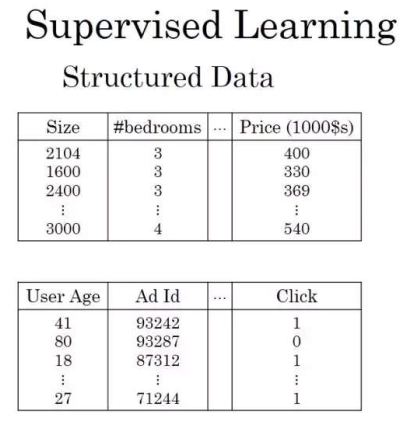 Supervised Learning
Structured Data
Size #bedrooms ... Price (1000$s)
2104 3 400
1600 3 330
2400 3 369
⋮ ⋮ ⋮
3000 4 540
User Age Ad Id ... Click
41 93242 1
80 93287 0
18 87312 1
⋮ ⋮ ⋮
27 71244 1